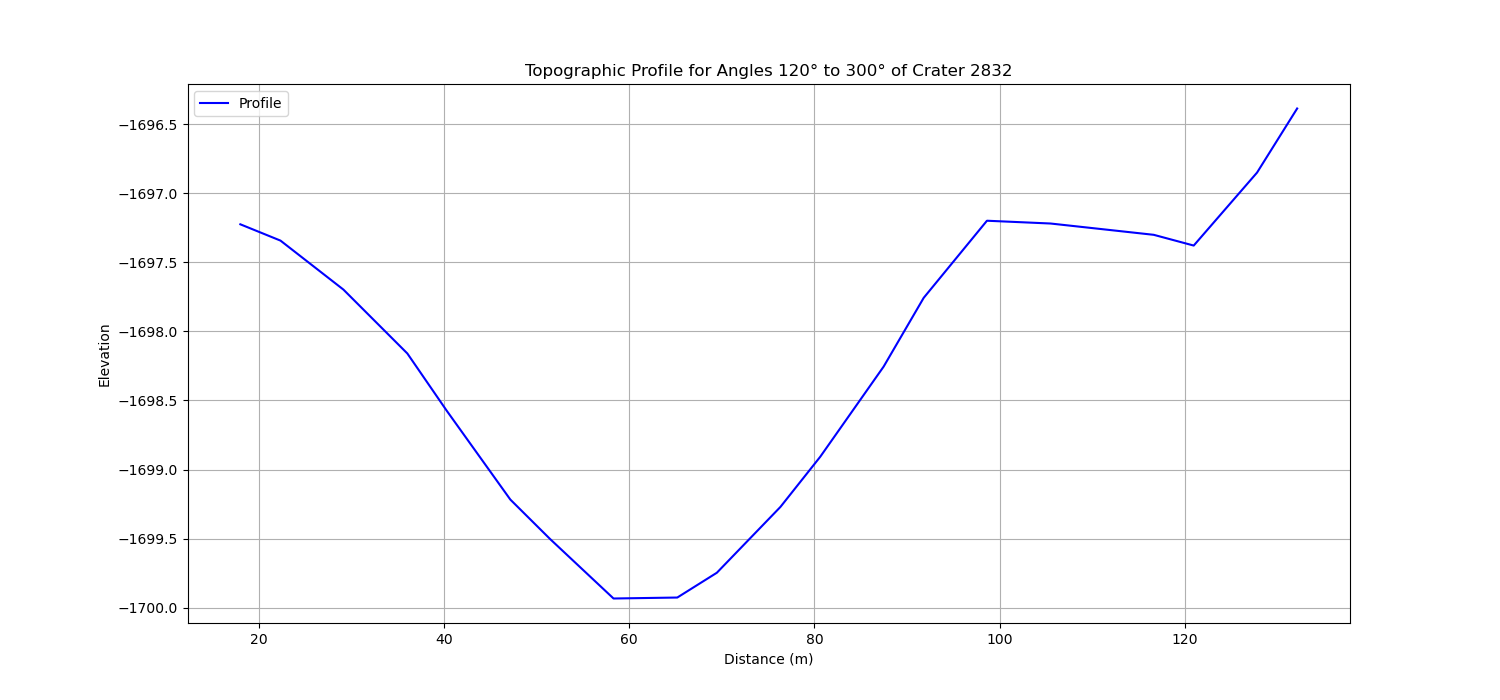 Topographic Profile for Angles 120° to 300° of Crater 2832
Profile
−1696.5
−1697.0
−1697.5
−1698.0
−1698.5
−1699.0
−1699.5
−1700.0
Elevation
20 40 60 80 100 120
Distance (m)